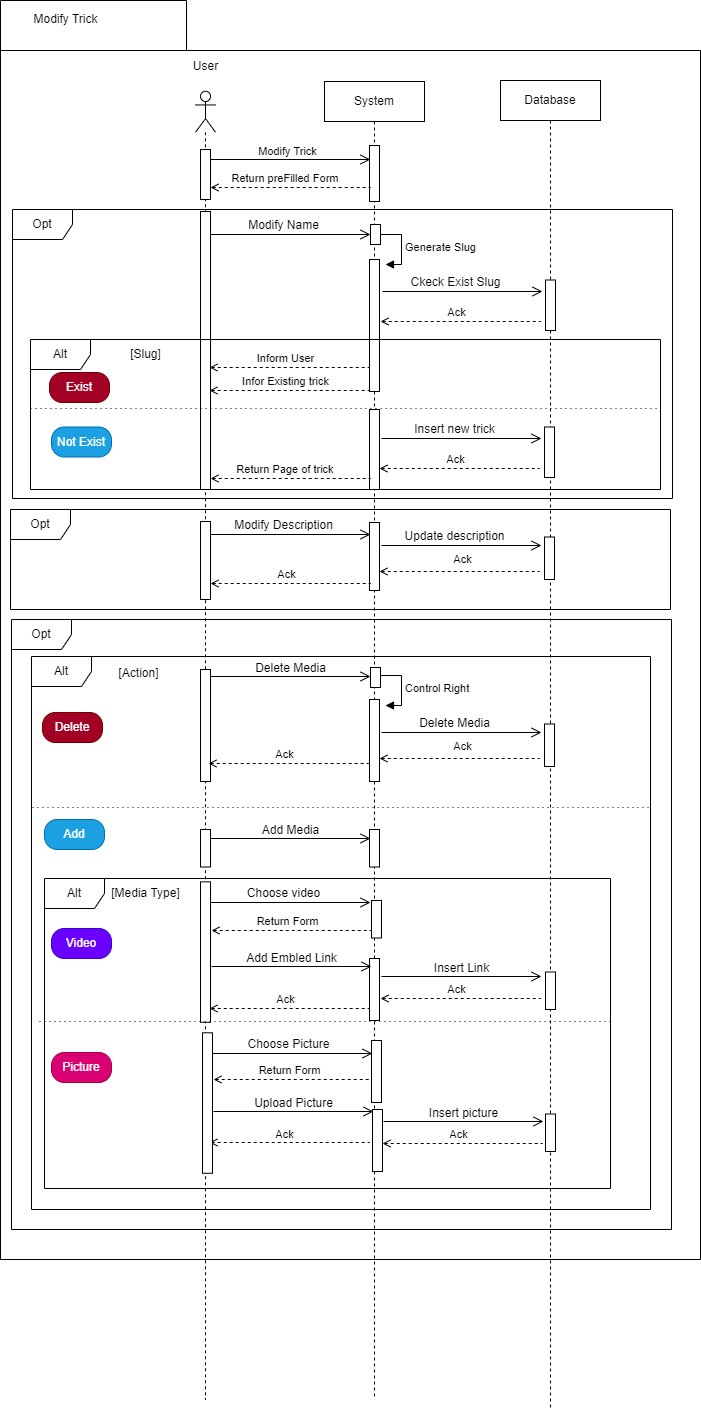 Modify Trick
User
System
Database
Modify Trick
Return preFilled Form
Opt
Modify Name
Generate Slug
Ckeck Exist Slug
Ack
Alt
[Slug]
Inform User
Exist
Infor Existing trick
Not Exist
Insert new trick
Ack
Return Page of trick
Opt
Modify Description
Update description
Ack
Ack
Opt
Alt
[Action]
Delete Media
Control Right
Delete
Delete Media
Ack
Ack
Add
Add Media
Alt
[Media Type]
Choose video
Return Form
Video
Add Embled Link
Insert Link
Ack
Ack
Choose Picture
Picture
Return Form
Upload Picture
Insert picture
Ack
Ack